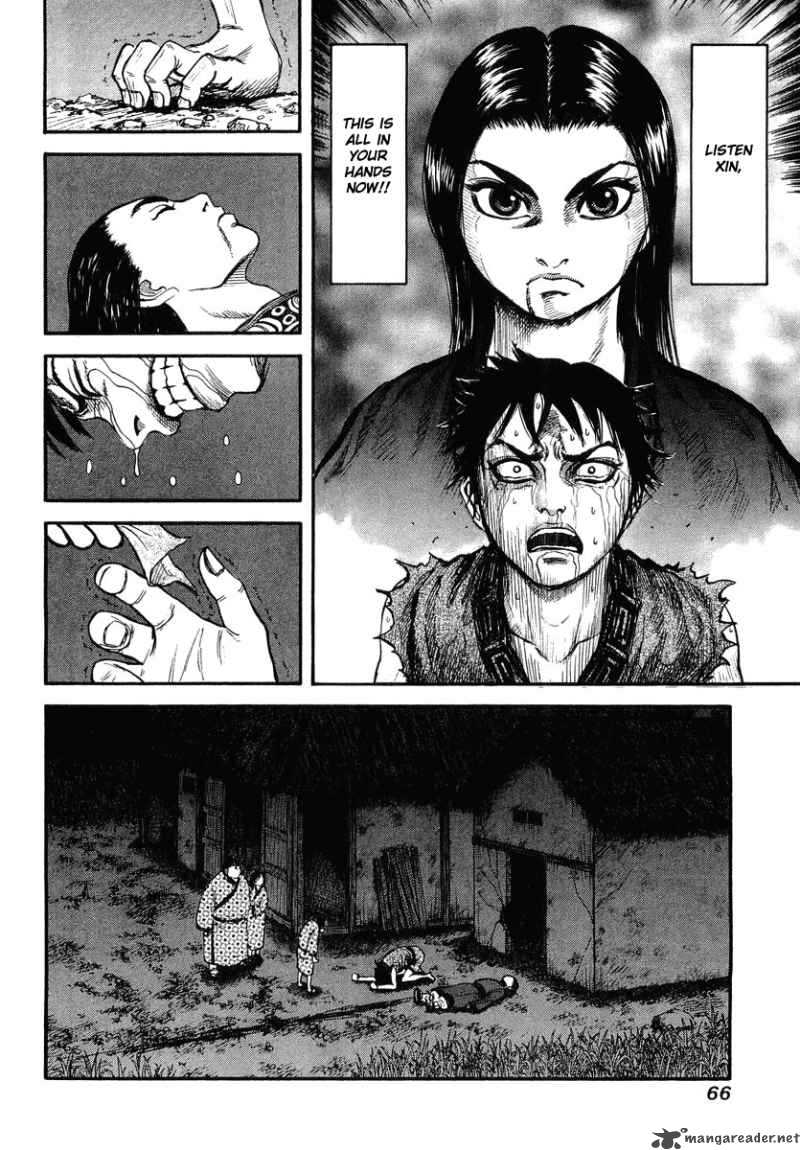 LISTEN
XIN,
THIS IS
ALL IN
YOUR
HANDS
NOW!!
66
mangareader.net